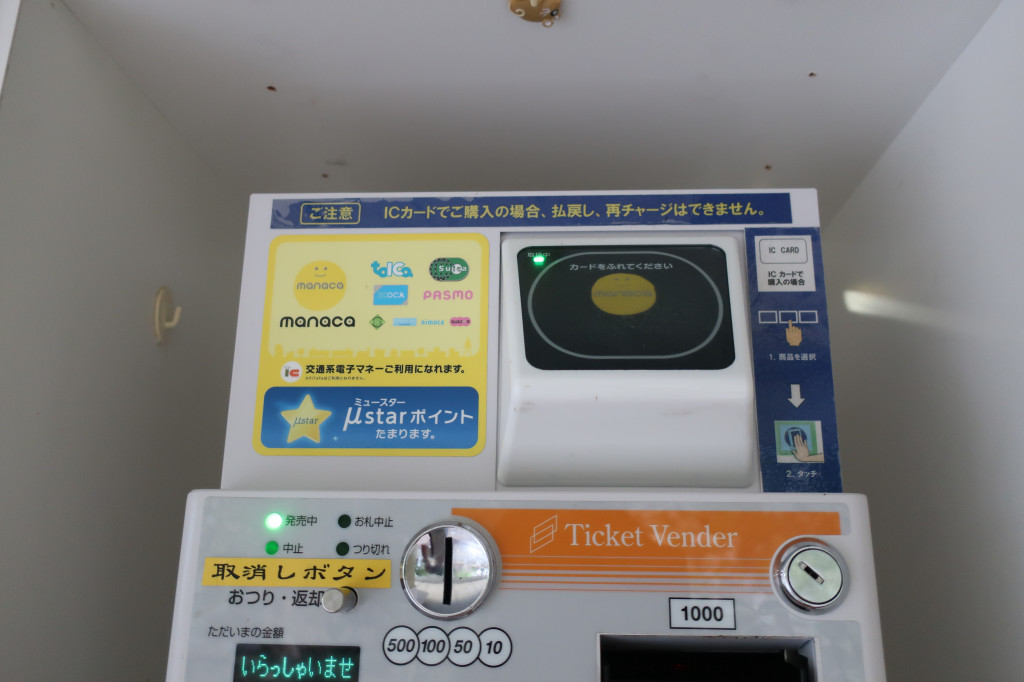 ご注意 ICカードでご購入の場合、払戻し、再チャージはできません。
manaca
toICa
Suica
ICOCA
PASMO
manaca
nimoca
交通系電子マネーご利用になれます。
ミュースター
μstar
μstarポイント
たまります。
カードをふれてください
manaca
IC CARD
ICカードで
購入の場合
1. 商品を選択
2. タッチ
発売中
お札中止
中止
つり切れ
取消しボタン
おつり・返却
ただいまの金額
いらっしゃいませ
500 100 50 10
Ticket Vender
1000